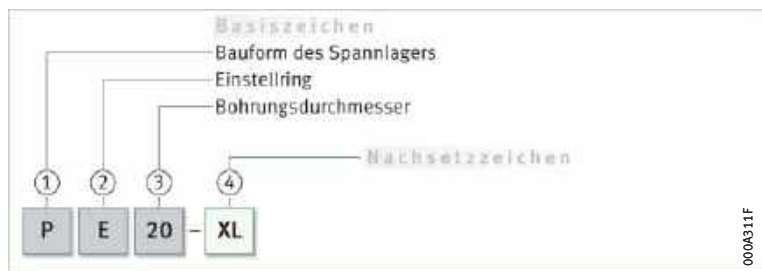 Basiszeichen
Bauform des Spannlagers
Einstellring
Bohrungsdurchmesser
Nachsetzzeichen
1 2 3 4
P E 20 – XL
000A311F